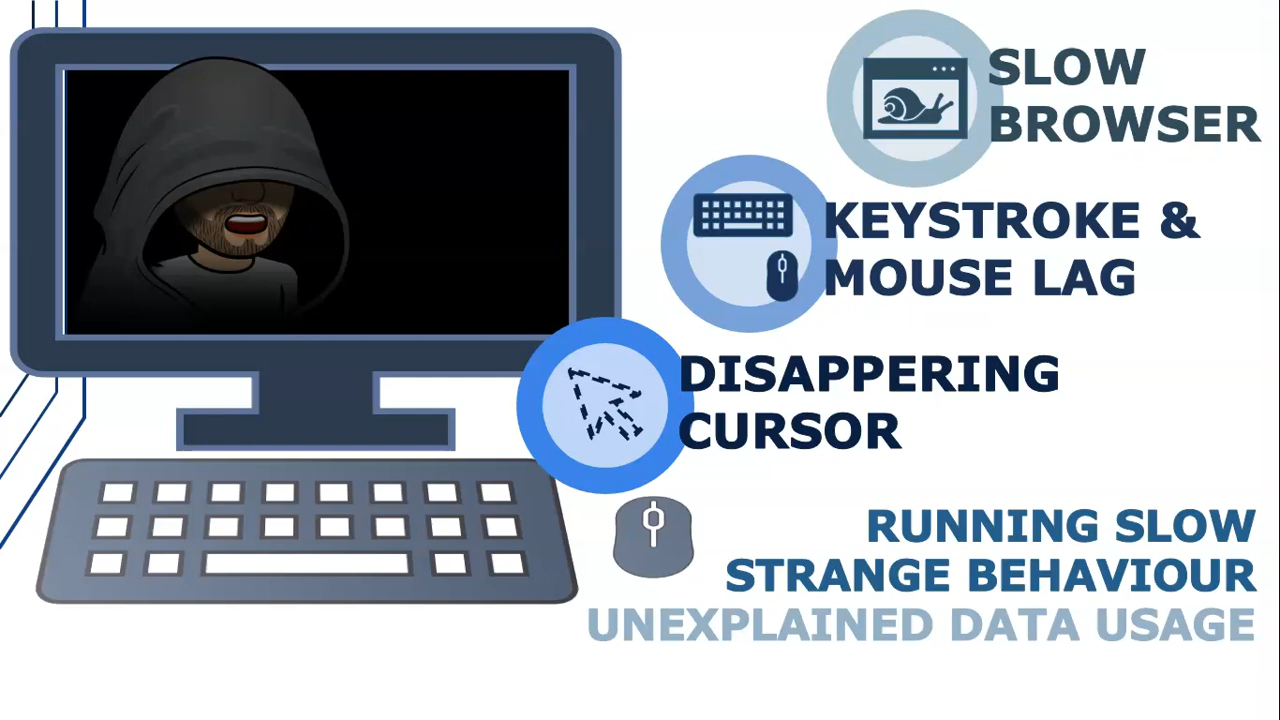 SLOW
BROWSER
KEYSTROKE &
MOUSE LAG
DISAPPERING
CURSOR
RUNNING SLOW
STRANGE BEHAVIOUR
UNEXPLAINED DATA USAGE